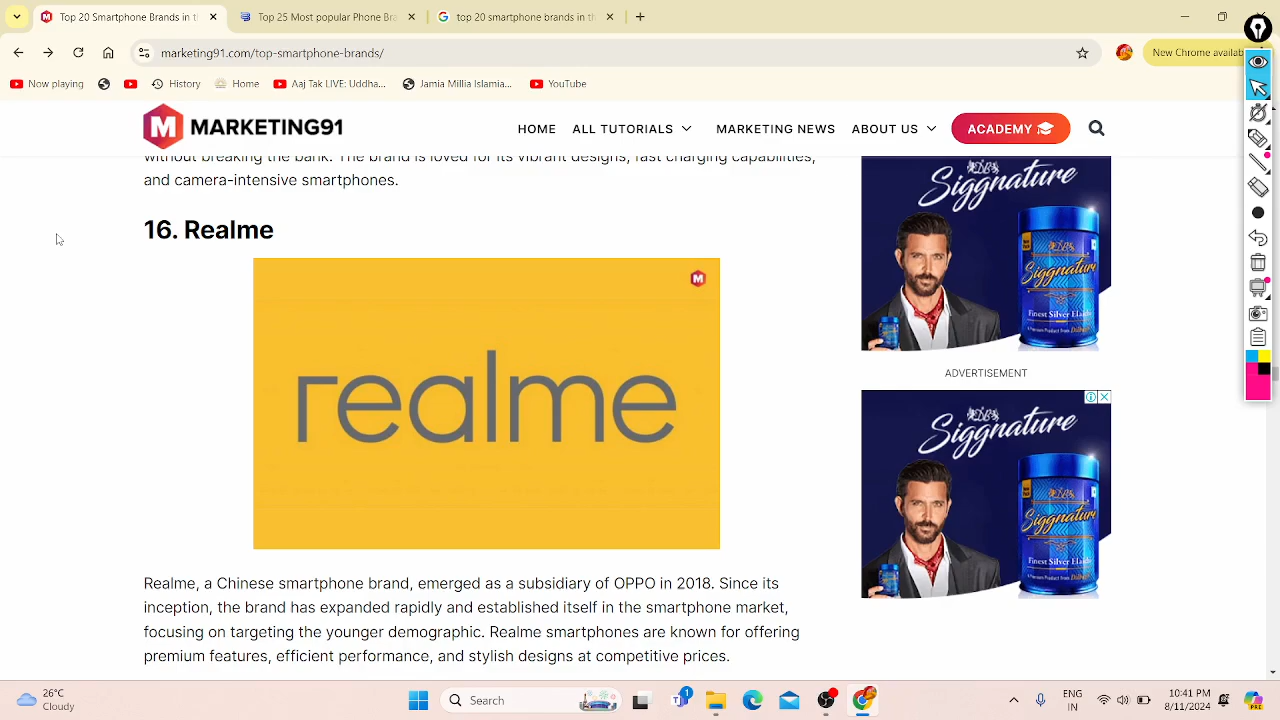 Top 20 Smartphone Brands in t
Top 25 Most popular Phone Bra
top 20 smartphone brands in th
marketing91.com/top-smartphone-brands/
New Chrome availab
Now playing
History
Home
Aaj Tak LIVE: Uddha...
Jamia Millia Islamia...
YouTube
M MARKETING91
HOME
ALL TUTORIALS
MARKETING NEWS
ABOUT US
ACADEMY
without breaking the bank. The brand is loved for its vibrant designs, fast charging capabilities,
and camera-intensive smartphones.
16. Realme
M
realme
Realme, a Chinese smartphone brand, emerged as a subsidiary of OPPO in 2018. Since its
inception, the brand has expanded rapidly and established itself in the smartphone market,
focusing on targeting the younger demographic. Realme smartphones are known for offering
premium features, efficient performance, and stylish designs at competitive prices.
Siggnature
Siggnature
Finest Silver Elaichi
ADVERTISEMENT
Siggnature
Siggnature
Finest Silver Elaichi
26°C
Cloudy
Search
1
ENG
IN
10:41 PM
8/11/2024
PRE